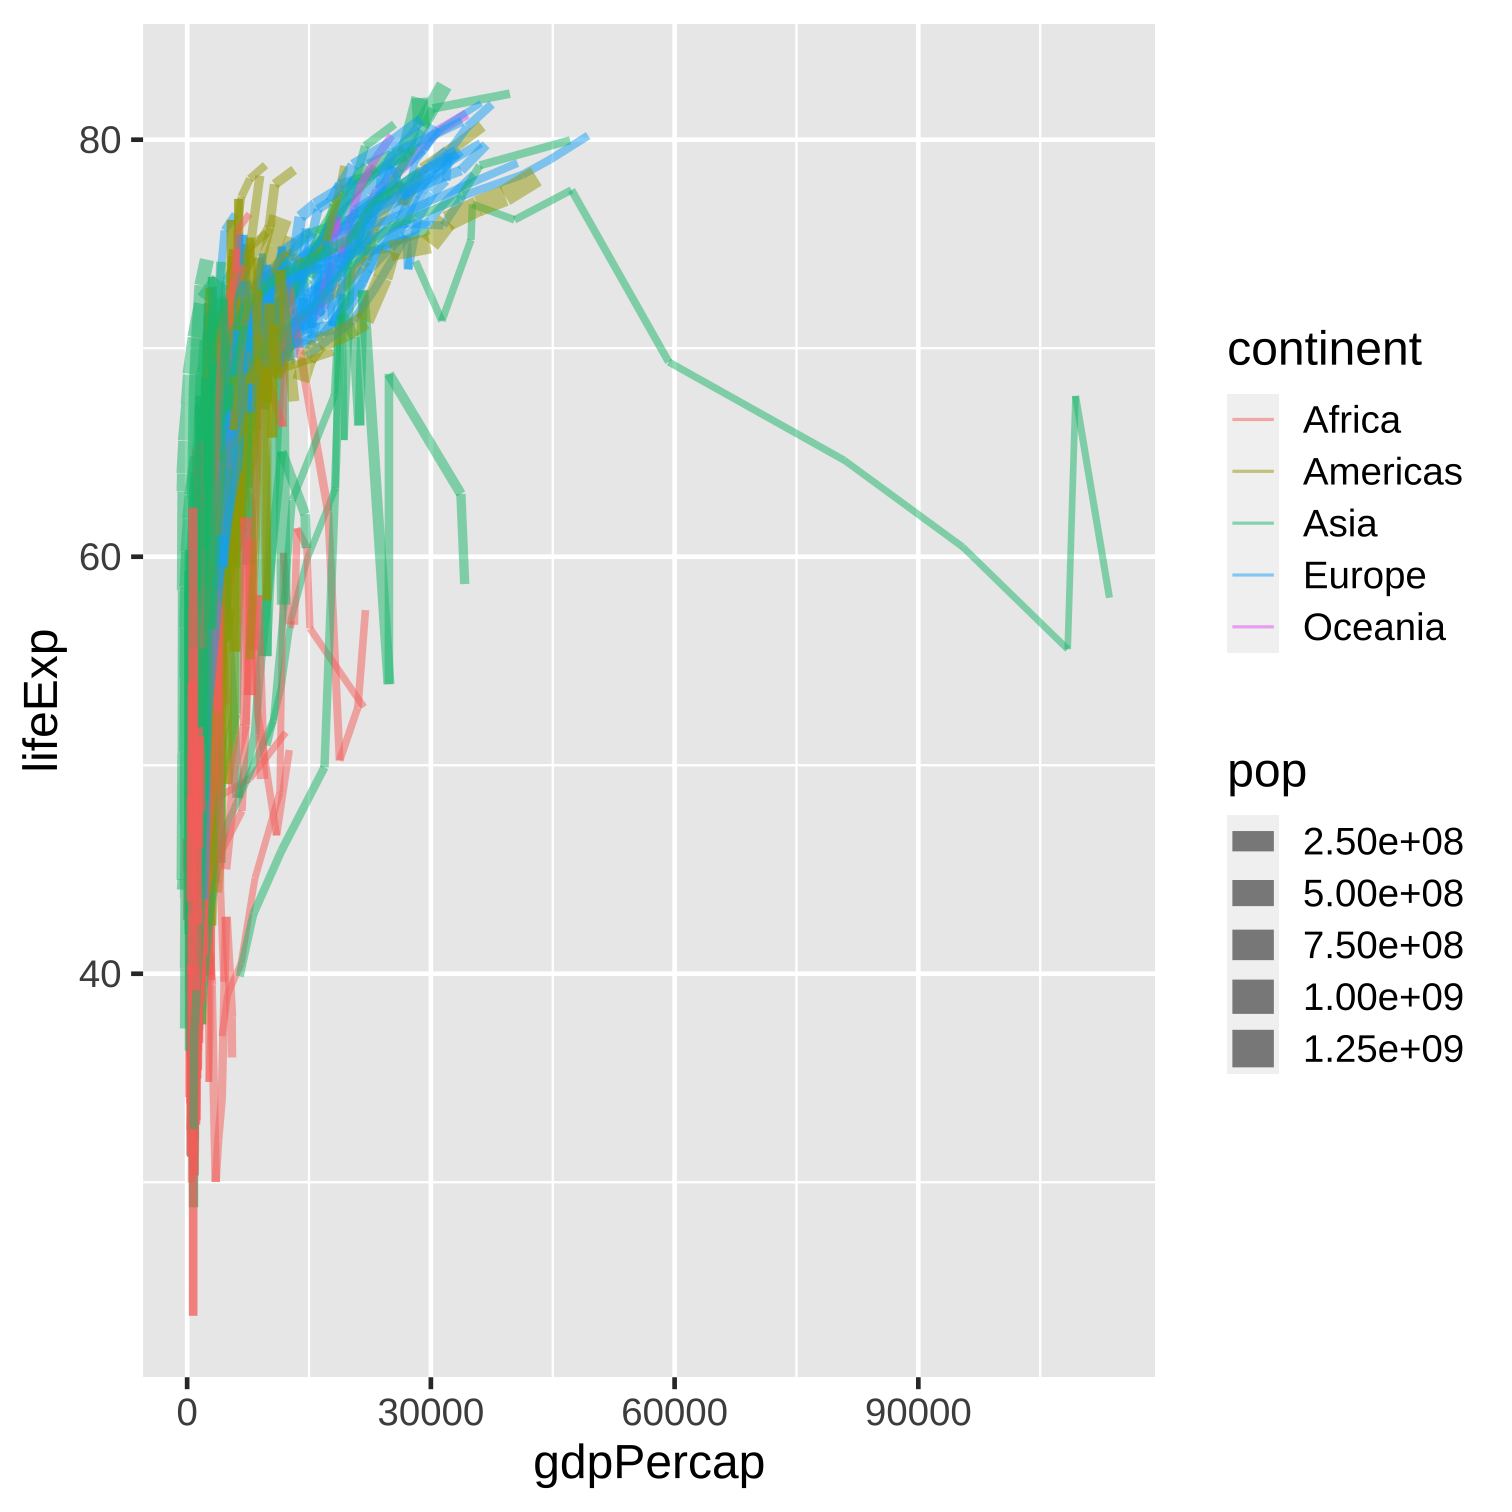 80
60
40
lifeExp
0 30000 60000 90000
gdpPercap
continent
Africa
Americas
Asia
Europe
Oceania
pop
2.50e+08
5.00e+08
7.50e+08
1.00e+09
1.25e+09